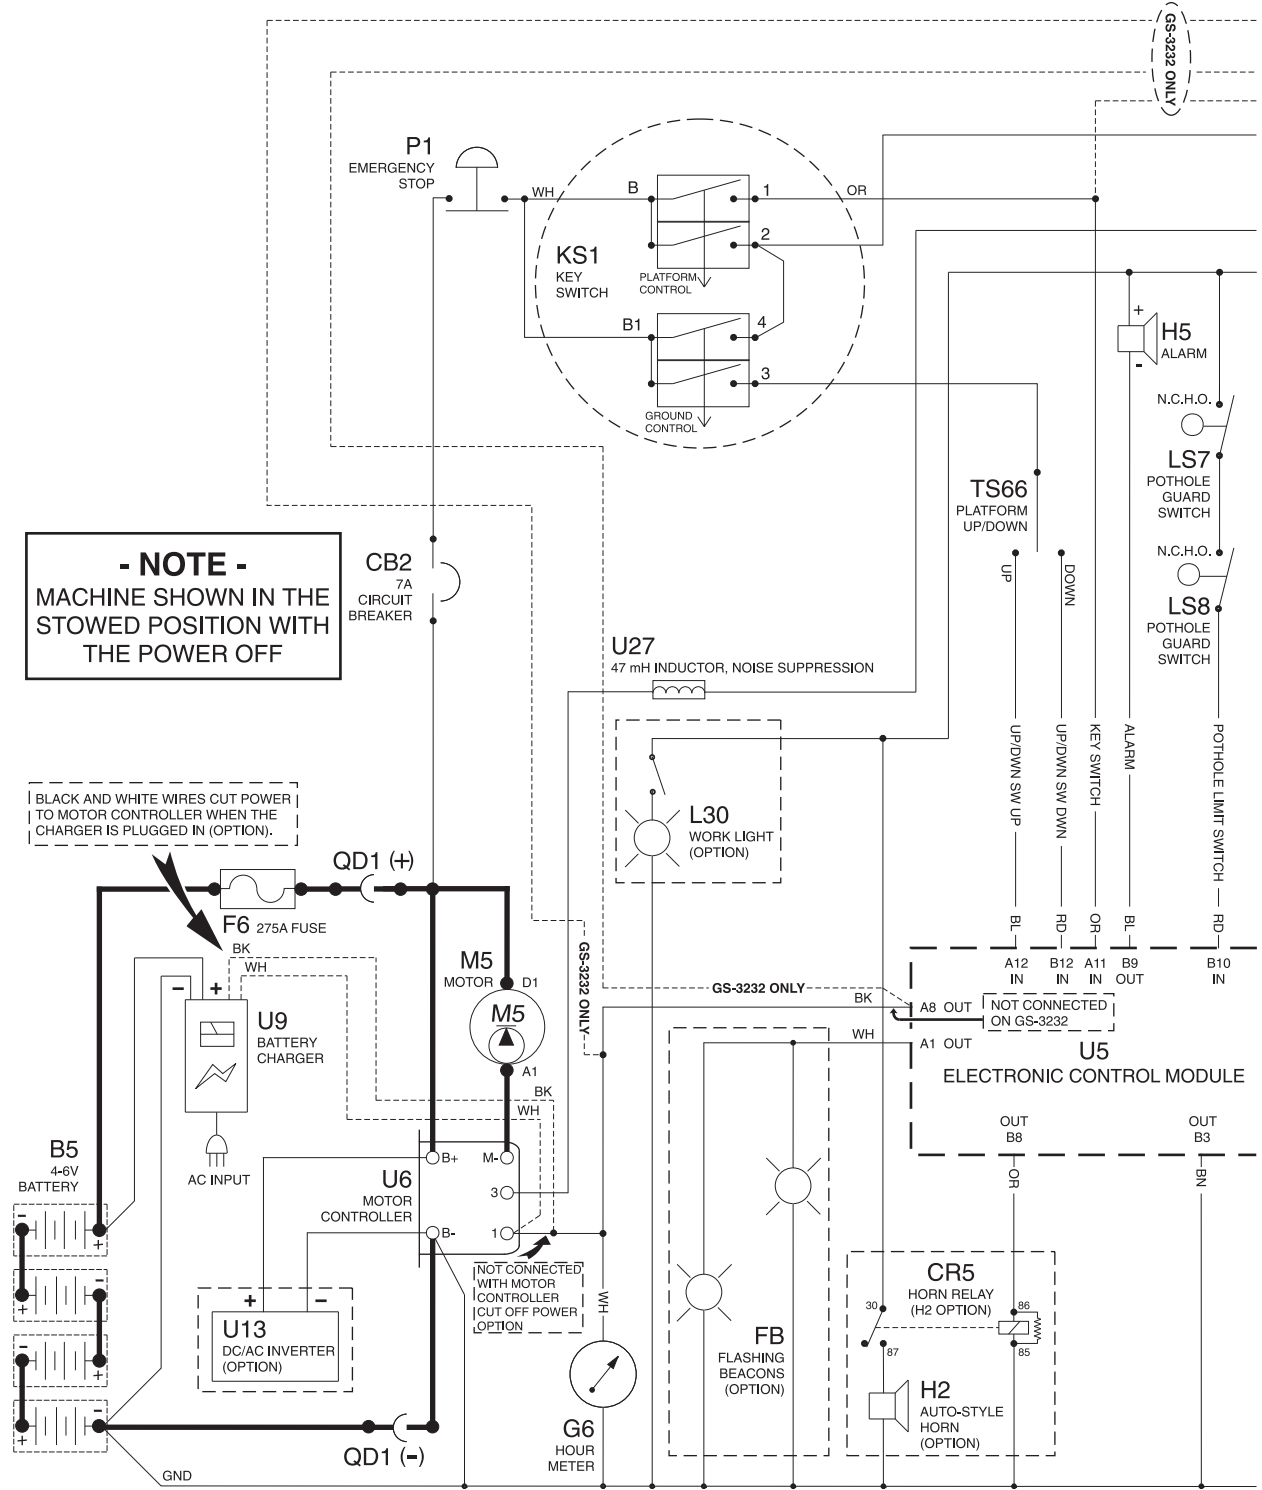 GS-3232 ONLY
P1
EMERGENCY
STOP
WH
B
1
OR
2
KS1
KEY
SWITCH
PLATFORM
CONTROL
B1
4
3
GROUND
CONTROL
+
H5
ALARM
-
N.C.H.O.
LS7
POTHOLE
GUARD
SWITCH
TS66
PLATFORM
UP/DOWN
UP
DOWN
N.C.H.O.
LS8
POTHOLE
GUARD
SWITCH
- NOTE -
MACHINE SHOWN IN THE
STOWED POSITION WITH
THE POWER OFF
CB2
7A
CIRCUIT
BREAKER
U27
47 mH INDUCTOR, NOISE SUPPRESSION
UP/DWN SW UP
UP/DWN SW DWN
KEY SWITCH
ALARM
POTHOLE LIMIT SWITCH
BLACK AND WHITE WIRES CUT POWER
TO MOTOR CONTROLLER WHEN THE
CHARGER IS PLUGGED IN (OPTION).
L30
WORK LIGHT
(OPTION)
QD1 (+)
F6 275A FUSE
BK
WH
BL
RD
OR
BL
RD
A12
IN
B12
IN
A11
IN
B9
OUT
B10
IN
M5
MOTOR
D1
M5
A1
GS-3232 ONLY
GS-3232 ONLY
BK
A8 OUT
NOT CONNECTED
ON GS-3232
WH
A1 OUT
U5
ELECTRONIC CONTROL MODULE
OUT
B8
OUT
B3
OR
BN
- +
U9
BATTERY
CHARGER
AC INPUT
BK
WH
B5
4-6V
BATTERY
- +
+ -
- +
+ -
U6
MOTOR
CONTROLLER
B+
M-
3
B-
1
NOT CONNECTED
WITH MOTOR
CONTROLLER
CUT OFF POWER
OPTION
+ -
U13
DC/AC INVERTER
(OPTION)
WH
G6
HOUR
METER
FB
FLASHING
BEACONS
(OPTION)
CR5
HORN RELAY
(H2 OPTION)
30
87
86
85
H2
AUTO-STYLE
HORN
(OPTION)
QD1 (-)
GND